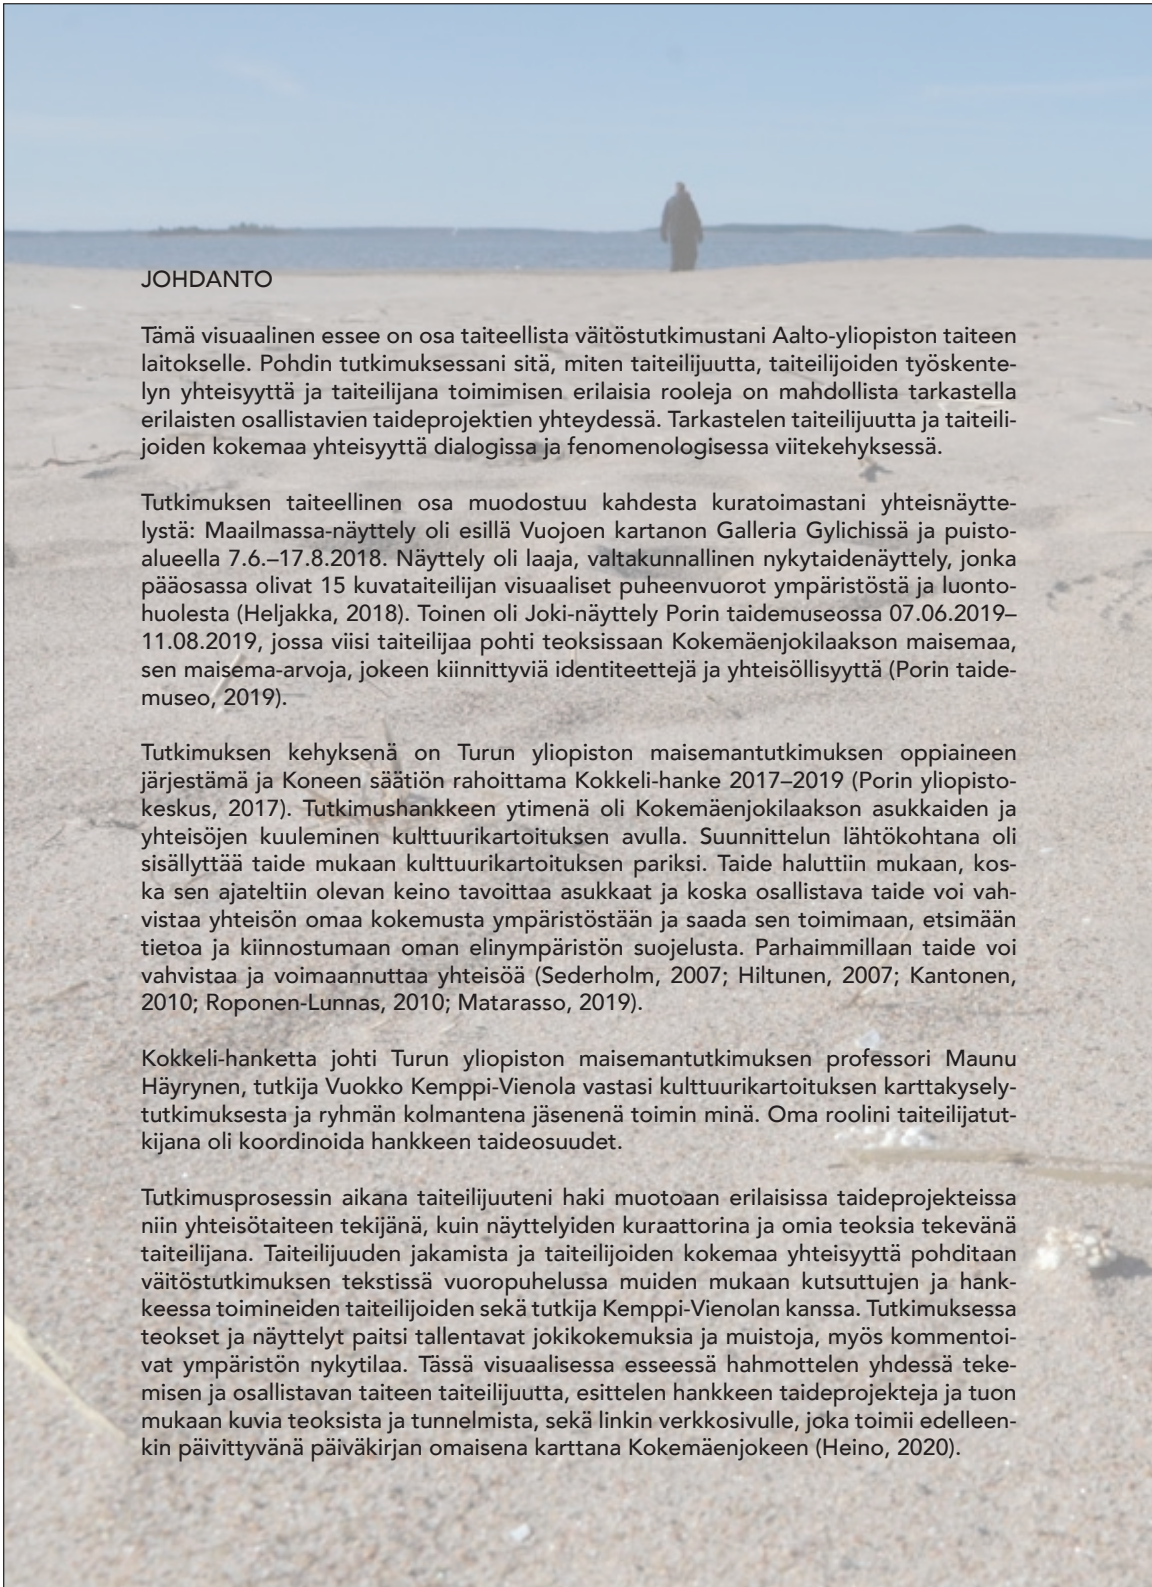 JOHDANTO
Tämä visuaalinen essee on osa taiteellista väitöstutkimustani Aalto-yliopiston taiteen
laitokselle. Pohdin tutkimuksessani sitä, miten taiteilijuutta, taiteilijoiden työskente-
lyn yhteisyyttä ja taiteilijana toimimisen erilaisia rooleja on mahdollista tarkastella
erilaisten osallistavien taideprojektien yhteydessä. Tarkastelen taiteilijuutta ja taiteili-
joiden kokemaa yhteisyyttä dialogissa ja fenomenologisessa viitekehyksessä.
Tutkimuksen taiteellinen osa muodostuu kahdesta kuratoimastani yhteisnäytte-
lystä: Maailmassa-näyttely oli esillä Vuojoen kartanon Galleria Gylichissä ja puisto-
alueella 7.6.–17.8.2018. Näyttely oli laaja, valtakunnallinen nykytaidenäyttely, jonka
pääosassa olivat 15 kuvataiteilijan visuaaliset puheenvuorot ympäristöstä ja luonto-
huolesta (Heljakka, 2018). Toinen oli Joki-näyttely Porin taidemuseossa 07.06.2019–
11.08.2019, jossa viisi taiteilijaa pohti teoksissaan Kokemäenjokilaakson maisemaa,
sen maisema-arvoja, jokeen kiinnittyviä identiteettejä ja yhteisöllisyyttä (Porin taide-
museo, 2019).
Tutkimuksen kehyksenä on Turun yliopiston maisemantutkimuksen oppiaineen
järjestämä ja Koneen säätiön rahoittama Kokkeli-hanke 2017–2019 (Porin yliopisto-
keskus, 2017). Tutkimushankkeen ytimenä oli Kokemäenjokilaakson asukkaiden ja
yhteisöjen kuuleminen kulttuurikartoituksen avulla. Suunnittelun lähtökohtana oli
sisällyttää taide mukaan kulttuurikartoituksen pariksi. Taide haluttiin mukaan, kos-
ka sen ajateltiin olevan keino tavoittaa asukkaat ja koska osallistava taide voi vah-
vistaa yhteisön omaa kokemusta ympäristöstään ja saada sen toimimaan, etsimään
tietoa ja kiinnostumaan oman elinympäristön suojelusta. Parhaimmillaan taide voi
vahvistaa ja voimaannuttaa yhteisöä (Sederholm, 2007; Hiltunen, 2007; Kantonen,
2010; Roponen-Lunnas, 2010; Matarasso, 2019).
Kokkeli-hanketta johti Turun yliopiston maisemantutkimuksen professori Maunu
Häyrynen, tutkija Vuokko Kemppi-Vienola vastasi kulttuurikartoituksen karttakysely-
tutkimuksesta ja ryhmän kolmantena jäsenenä toimin minä. Oma roolini taiteilijatut-
kijana oli koordinoida hankkeen taideosuudet.
Tutkimusprosessin aikana taiteilijuuteni haki muotoaan erilaisissa taideprojekteissa
niin yhteisötaiteen tekijänä, kuin näyttelyiden kuraattorina ja omia teoksia tekevänä
taiteilijana. Taiteilijuuden jakamista ja taiteilijoiden kokemaa yhteisyyttä pohditaan
väitöstutkimuksen tekstissä vuoropuhelussa muiden mukaan kutsuttujen ja hank-
keessa toimineiden taiteilijoiden sekä tutkija Kemppi-Vienolan kanssa. Tutkimuksessa
teokset ja näyttelyt paitsi tallentavat jokikokemuksia ja muistoja, myös kommentoi-
vat ympäristön nykytilaa. Tässä visuaalisessa esseessä hahmottelen yhdessä teke-
misen ja osallistavan taiteen taiteilijuutta, esittelen hankkeen taideprojekteja ja tuon
mukaan kuvia teoksista ja tunnelmista, sekä linkin verkkosivulle, joka toimii edelleen-
kin päivittyvänä päiväkirjan omaisena karttana Kokemäenjokeen (Heino, 2020).